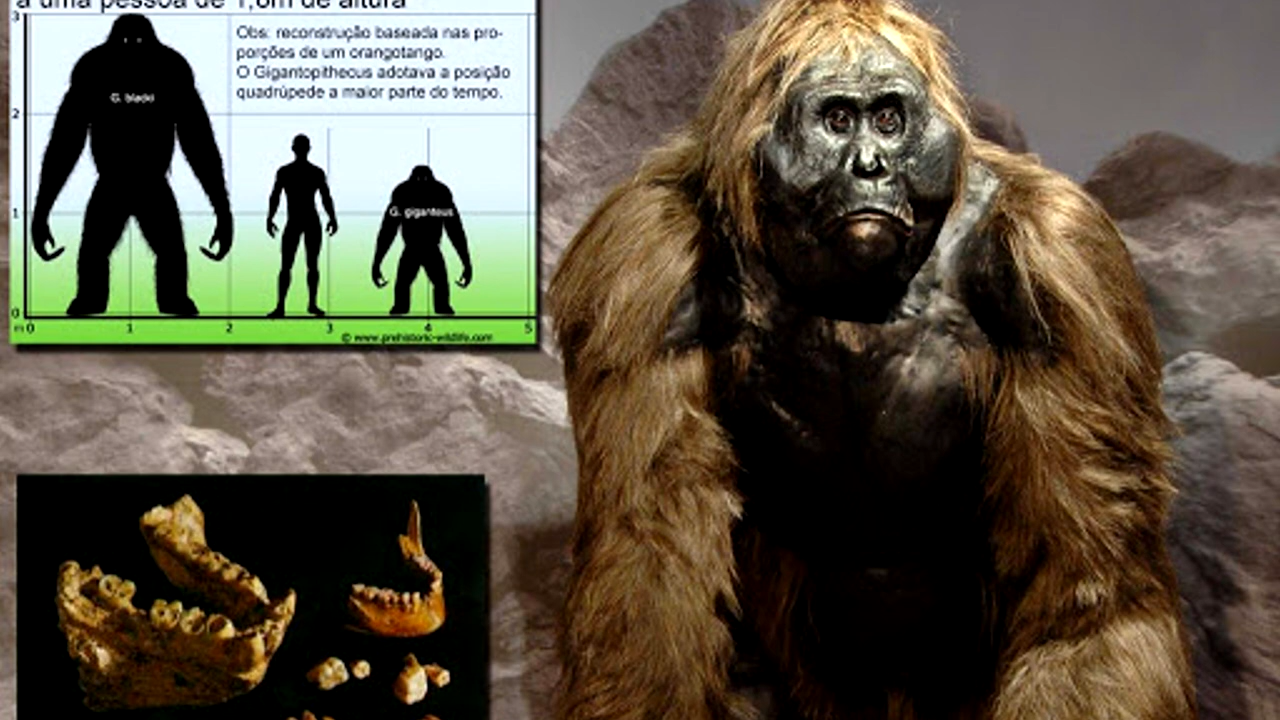 a uma pessoa de 1,8m de altura
Obs: reconstrução baseada nas pro-
porções de um orangotango.
O Gigantopithecus adotava a posição
quadrúpede a maior parte do tempo.
G. blacki
G. giganteus
3
2
1
0
m 0 1 2 3 4 5
© www.prehistoric-wildlife.com